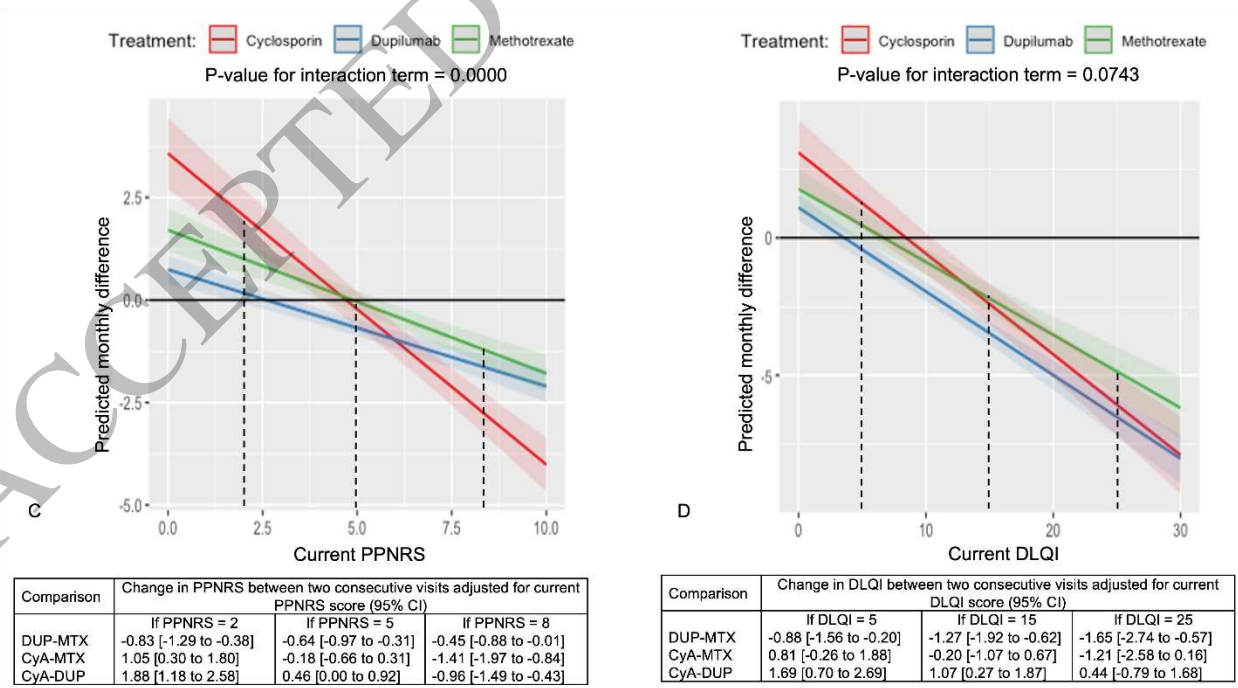 ACCEPTED
Treatment: Cyclosporin Dupilumab Methotrexate
P-value for interaction term = 0.0000
Predicted monthly difference
2.5
0.0
-2.5
-5.0
0.0 2.5 5.0 7.5 10.0
Current PPNRS
C
Comparison Change in PPNRS between two consecutive visits adjusted for current
PPNRS score (95% CI)
If PPNRS = 2 If PPNRS = 5 If PPNRS = 8
DUP-MTX -0.83 [-1.29 to -0.38] -0.64 [-0.97 to -0.31] -0.45 [-0.88 to -0.01]
CyA-MTX 1.05 [0.30 to 1.80] -0.18 [-0.66 to 0.31] -1.41 [-1.97 to -0.84]
CyA-DUP 1.88 [1.18 to 2.58] 0.46 [0.00 to 0.92] -0.96 [-1.49 to -0.43]
Treatment: Cyclosporin Dupilumab Methotrexate
P-value for interaction term = 0.0743
Predicted monthly difference
0
-5
0 10 20 30
Current DLQI
D
Comparison Change in DLQI between two consecutive visits adjusted for current
DLQI score (95% CI)
If DLQI = 5 If DLQI = 15 If DLQI = 25
DUP-MTX -0.88 [-1.56 to -0.20] -1.27 [-1.92 to -0.62] -1.65 [-2.74 to -0.57]
CyA-MTX 0.81 [-0.26 to 1.88] -0.20 [-1.07 to 0.67] -1.21 [-2.58 to 0.16]
CyA-DUP 1.69 [0.70 to 2.69] 1.07 [0.27 to 1.87] 0.44 [-0.79 to 1.68]